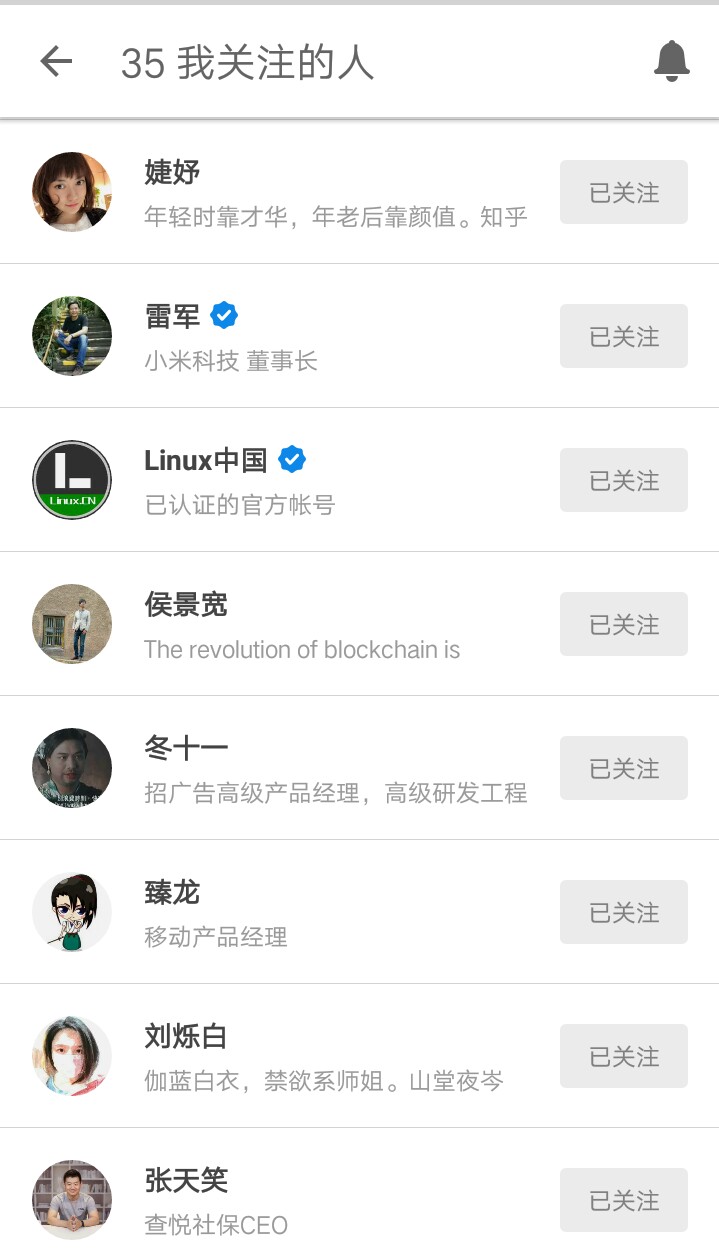 35 我关注的人
婕妤
年轻时靠才华，年老后靠颜值。知乎
已关注
雷军
小米科技 董事长
已关注
Linux中国
已认证的官方帐号
已关注
Linux.CN
侯景宽
The revolution of blockchain is
已关注
冬十一
招广告高级产品经理，高级研发工程
已关注
臻龙
移动产品经理
已关注
刘烁白
伽蓝白衣，禁欲系师姐。山堂夜岑
已关注
张天笑
查悦社保CEO
已关注